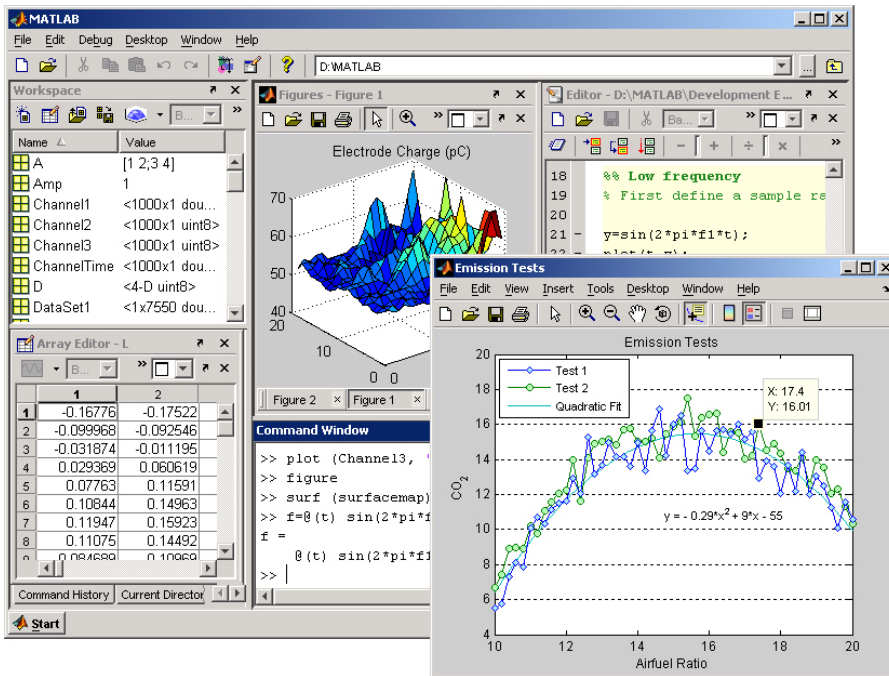 MATLAB
File Edit Debug Desktop Window Help
D:\MATLAB
Workspace
B...
Name Value
A [1 2;3 4]
Amp 1
Channel1 <1000x1 dou...
Channel2 <1000x1 uint8>
Channel3 <1000x1 uint8>
ChannelTime <1000x1 dou...
D <4-D uint8>
DataSet1 <1x7550 dou...
Array Editor - L
B...
1 2
1 -0.16776 -0.17522
2 -0.099968 -0.092546
3 -0.031874 -0.011195
4 0.029369 0.060619
5 0.07763 0.11591
6 0.10844 0.14963
7 0.11947 0.15923
8 0.11075 0.14492
9 0.084689 0.10969
Command History Current Director
Start
Figures - Figure 1
Electrode Charge (pC)
70
60
50
40
20
10
0 0
Figure 2 Figure 1
Command Window
>> plot (Channel3,
>> figure
>> surf (surfacemap)
>> f=@(t) sin(2*pi*f
f =
@(t) sin(2*pi*f1
>>
Editor - D:\MATLAB\Development E...
Ba...
18 %% Low frequency
19 % First define a sample ra
20
21 - y=sin(2*pi*f1*t);
22 - plot(t,y);
Emission Tests
File Edit View Insert Tools Desktop Window Help
Emission Tests
Test 1
Test 2
Quadratic Fit
X: 17.4
Y: 16.01
y = - 0.29*x² + 9*x - 55
CO₂
20
18
16
14
12
10
8
6
4
10 12 14 16 18 20
Airfuel Ratio